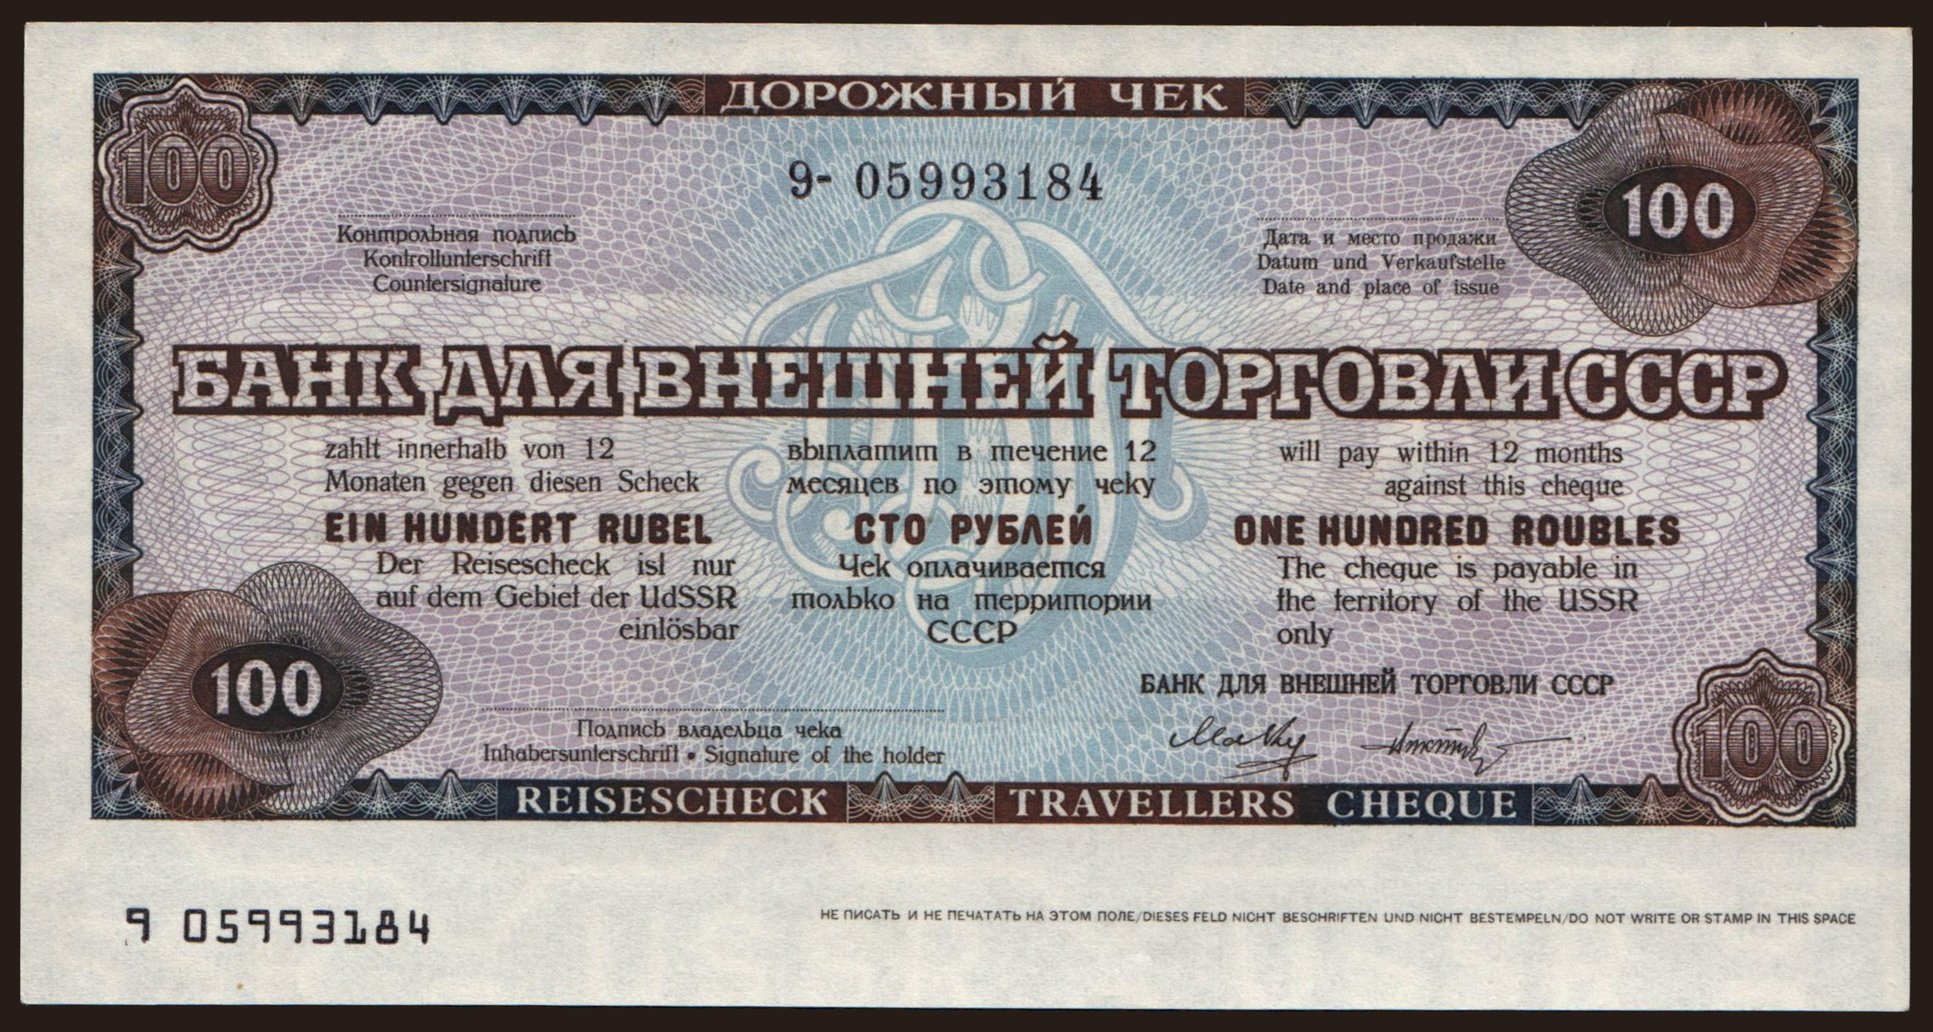 ДОРОЖНЫЙ ЧЕК
9- 05993184
100
100
Контрольная подпись
Kontrollunterschrift
Countersignature
Дата и место продажи
Datum und Verkaufstelle
Date and place of issue
БАНК ДЛЯ ВНЕШНЕЙ ТОРГОВЛИ СССР
zahlt innerhalb von 12
Monaten gegen diesen Scheck
EIN HUNDERT RUBEL
Der Reisescheck ist nur
auf dem Gebiet der UdSSR
einlösbar
выплатит в течение 12
месяцев по этому чеку
СТО РУБЛЕЙ
Чек оплачивается
только на территории
СССР
will pay within 12 months
against this cheque
ONE HUNDRED ROUBLES
The cheque is payable in
the territory of the USSR
only
БАНК ДЛЯ ВНЕШНЕЙ ТОРГОВЛИ СССР
100
100
Подпись владельца чека
Inhabersunterschrift • Signature of the holder
REISESCHECK TRAVELLERS CHEQUE
9 05993184
НЕ ПИСАТЬ И НЕ ПЕЧАТАТЬ НА ЭТОМ ПОЛЕ/DIESES FELD NICHT BESCHRIFTEN UND NICHT BESTEMPELN/DO NOT WRITE OR STAMP IN THIS SPACE